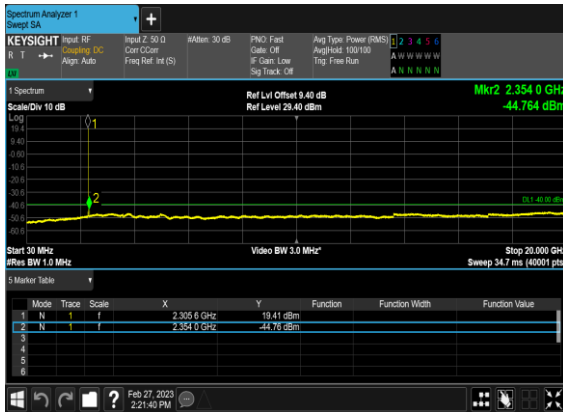 Spectrum Analyzer 1
Swept SA
+
KEYSIGHT Input: RF Input Z: 50 Ω #Atten: 30 dB PNO: Fast Avg Type: Power (RMS) 1 2 3 4 5 6
R T Coupling: DC Corr CCorr Gate: Off Avg|Hold: 100/100 A W W W W W
Align: Auto Freq Ref: Int (S) IF Gain: Low Trig: Free Run
Sig Track: Off A N N N N N
1 Spectrum
Ref Lvl Offset 9.40 dB Mkr2 2.354 0 GHz
Scale/Div 10 dB Ref Level 29.40 dBm -44.764 dBm
Log
19.4
9.40
-0.60
-10.6
-20.6
-30.6
-40.6
-50.6
-60.6
1
2
DL1 -40.00 dBm
Start 30 MHz Video BW 3.0 MHz* Stop 20.000 GHz
#Res BW 1.0 MHz Sweep 34.7 ms (40001 pts)
5 Marker Table
Mode Trace Scale X Y Function Function Width Function Value
1 N 1 f 2.305 6 GHz 19.41 dBm
2 N 1 f 2.354 0 GHz -44.76 dBm
3
4
5
6
? Feb 27, 2023
2:21:40 PM